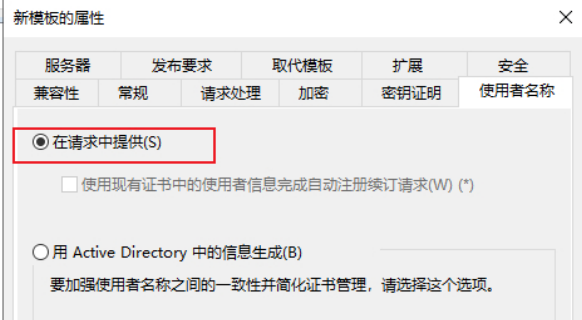 新模板的属性
服务器 发布要求 取代模板 扩展 安全
兼容性 常规 请求处理 加密 密钥证明 使用者名称
在请求中提供(S)
使用现有证书中的使用者信息完成自动注册续订请求(W) (*)
用 Active Directory 中的信息生成(B)
要加强使用者名称之间的一致性并简化证书管理，请选择这个选项。